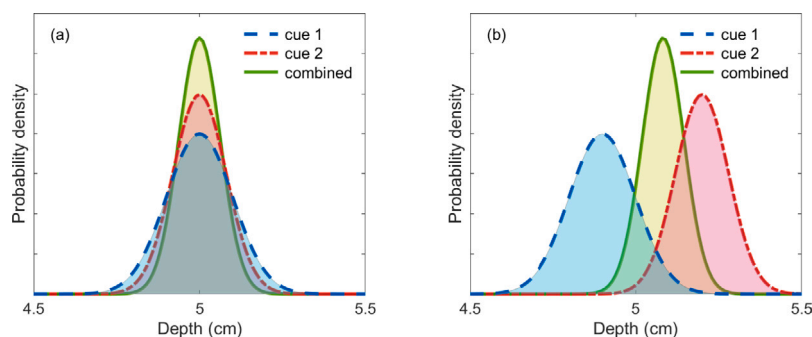 (a)
cue 1
cue 2
combined
Probability density
4.5
5
5.5
Depth (cm)
(b)
cue 1
cue 2
combined
Probability density
4.5
5
5.5
Depth (cm)